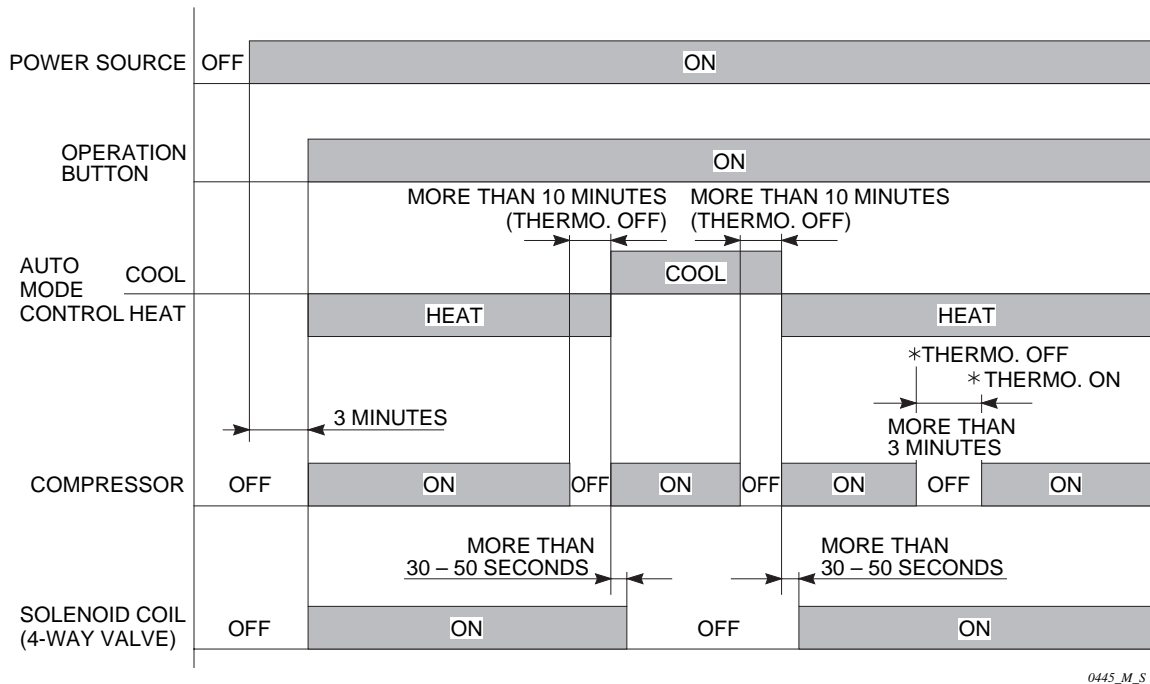 POWER SOURCE OFF ON
OPERATION
BUTTON
ON
MORE THAN 10 MINUTES
(THERMO. OFF)
MORE THAN 10 MINUTES
(THERMO. OFF)
AUTO
MODE
CONTROL
COOL
HEAT
COOL
HEAT
HEAT
*THERMO. OFF
*THERMO. ON
3 MINUTES
MORE THAN
3 MINUTES
COMPRESSOR OFF ON OFF ON OFF ON OFF ON
MORE THAN
30 – 50 SECONDS
MORE THAN
30 – 50 SECONDS
SOLENOID COIL
(4-WAY VALVE)
OFF ON OFF ON
0445_M_S